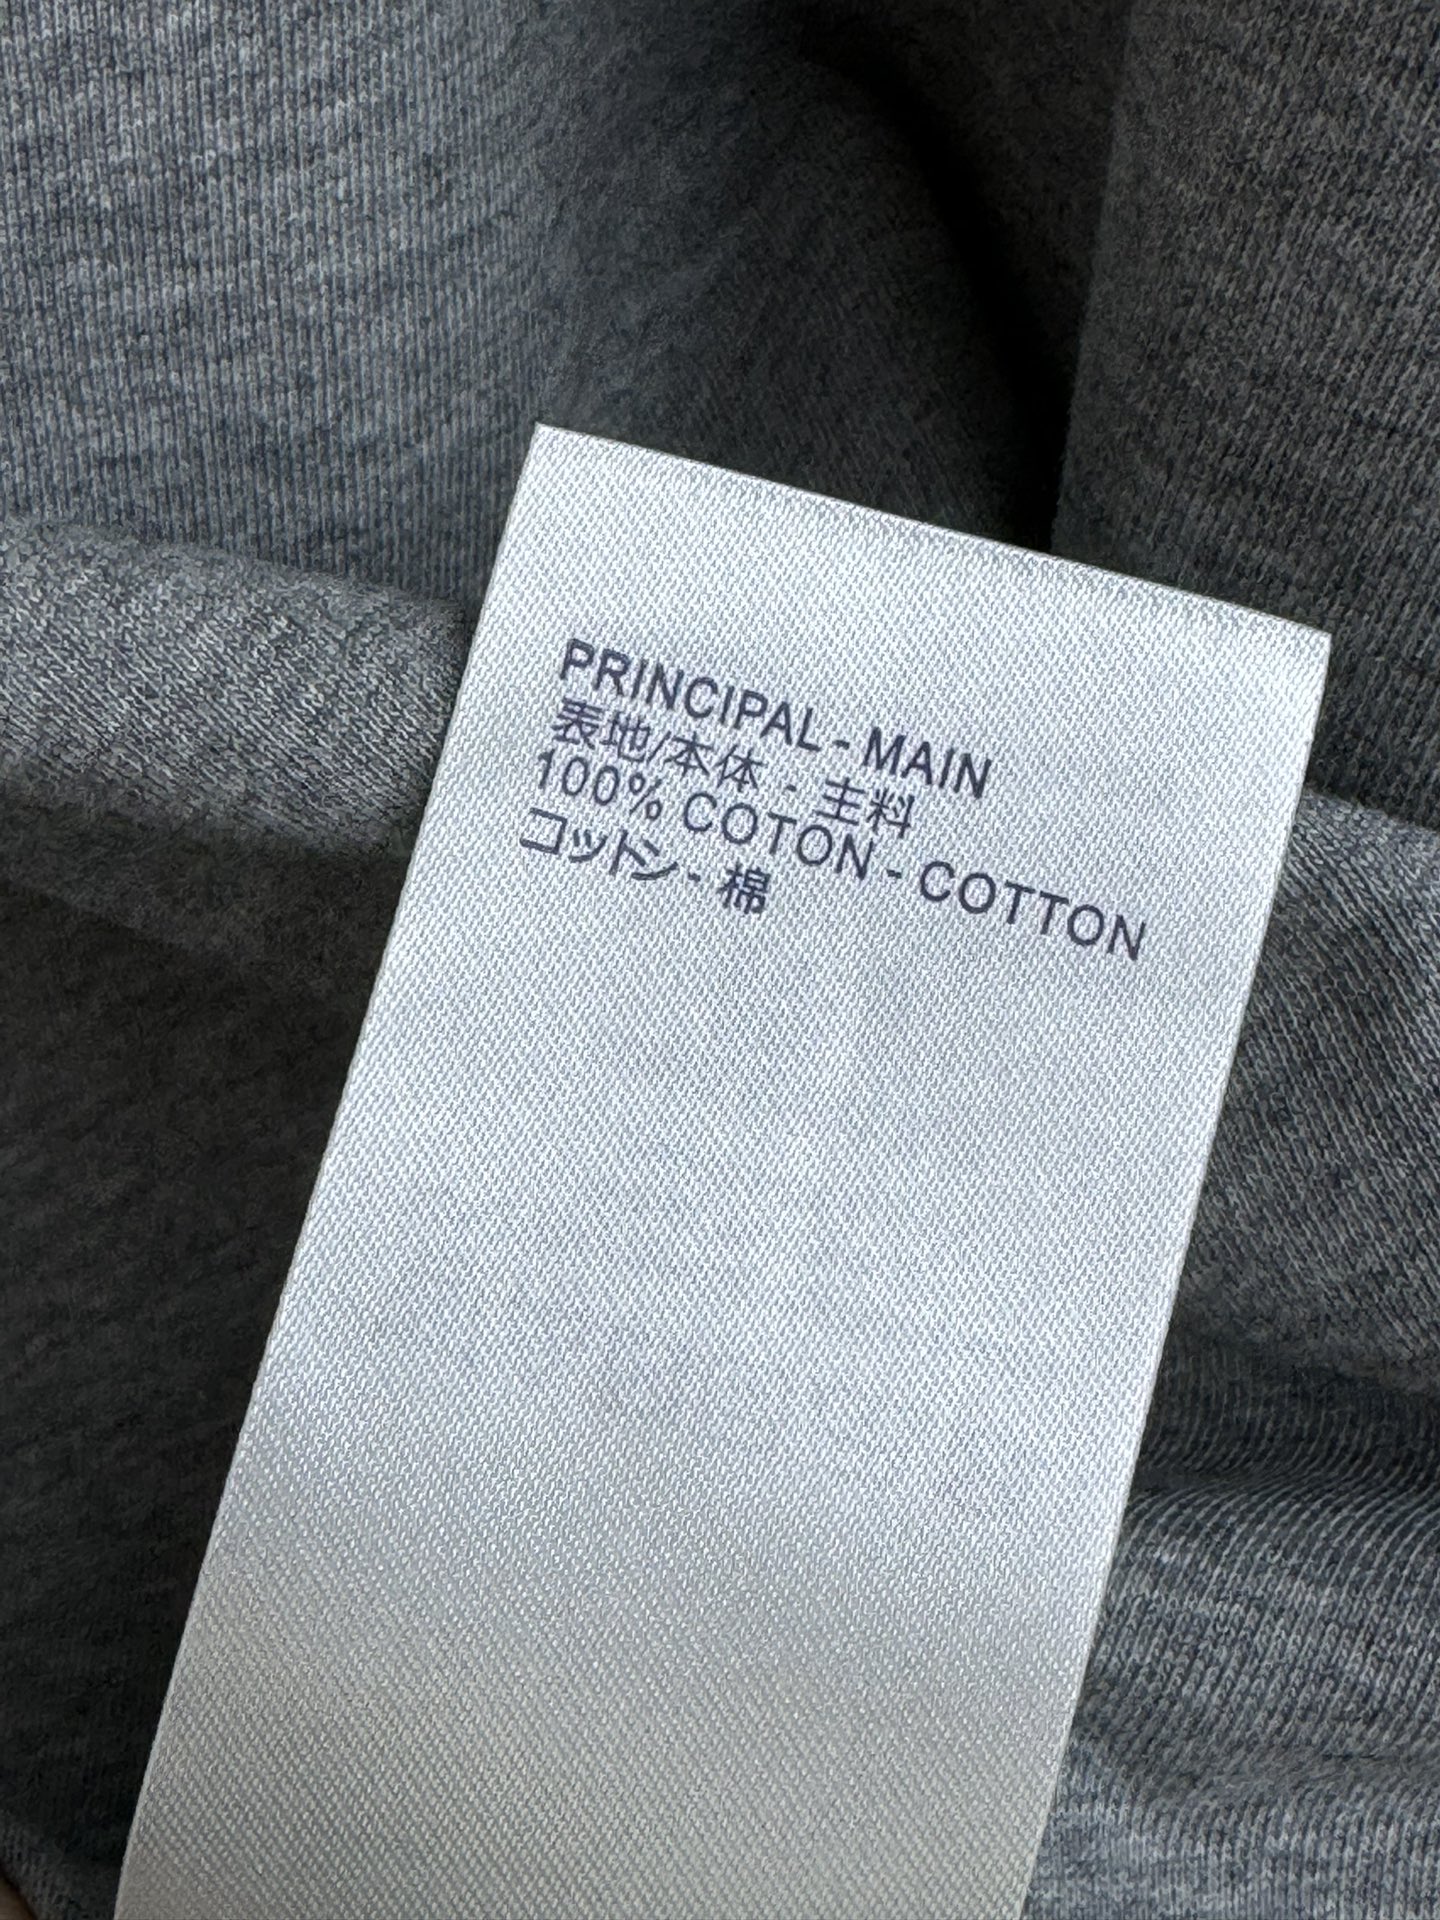 PRINCIPAL - MAIN
表地/本体 - 主料
100% COTON - COTTON
コットン - 棉